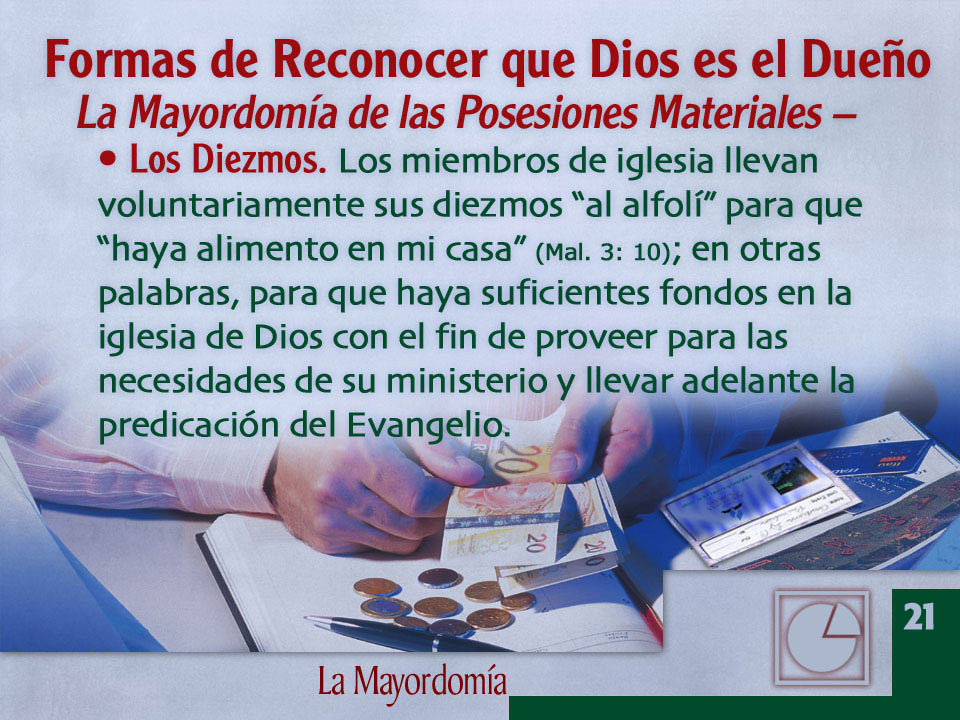 Formas de Reconocer que Dios es el Dueño
La Mayordomía de las Posesiones Materiales –
• Los Diezmos. Los miembros de iglesia llevan
voluntariamente sus diezmos “al alfolí” para que
“haya alimento en mi casa” (Mal. 3: 10); en otras
palabras, para que haya suficientes fondos en la
iglesia de Dios con el fin de proveer para las
necesidades de su ministerio y llevar adelante la
predicación del Evangelio.
20
20
20
21
La Mayordomía